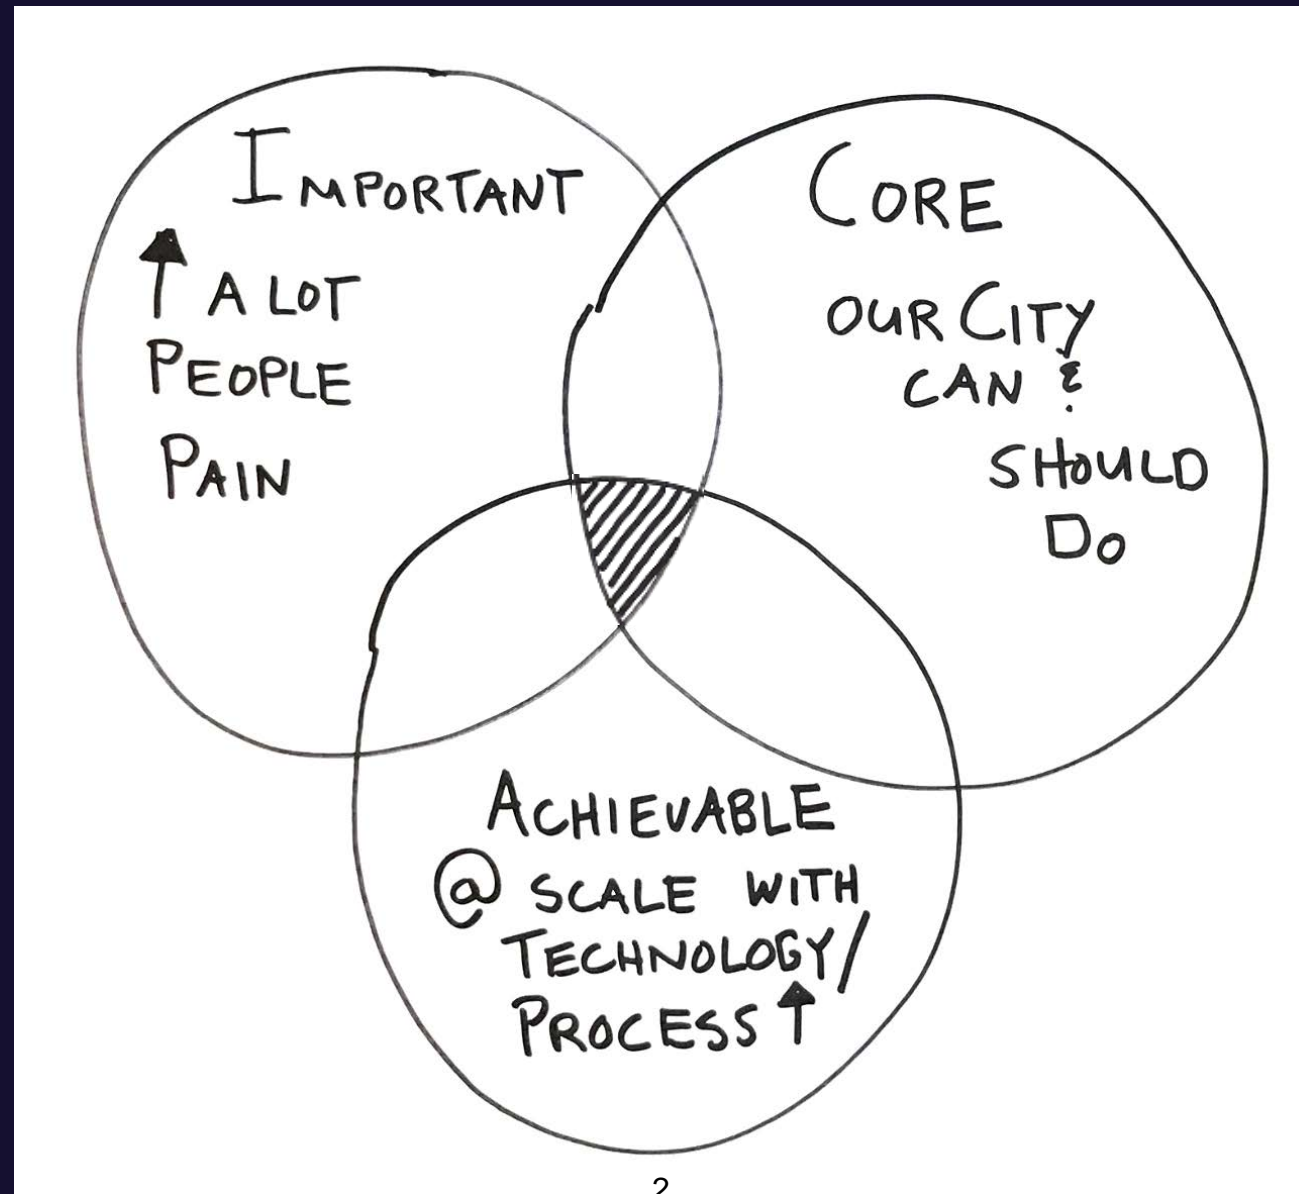 IMPORTANT
↑ A LOT
PEOPLE
PAIN
CORE
OUR CITY
CAN &
SHOULD
DO
ACHIEVABLE
@ SCALE WITH
TECHNOLOGY/
PROCESS ↑
2